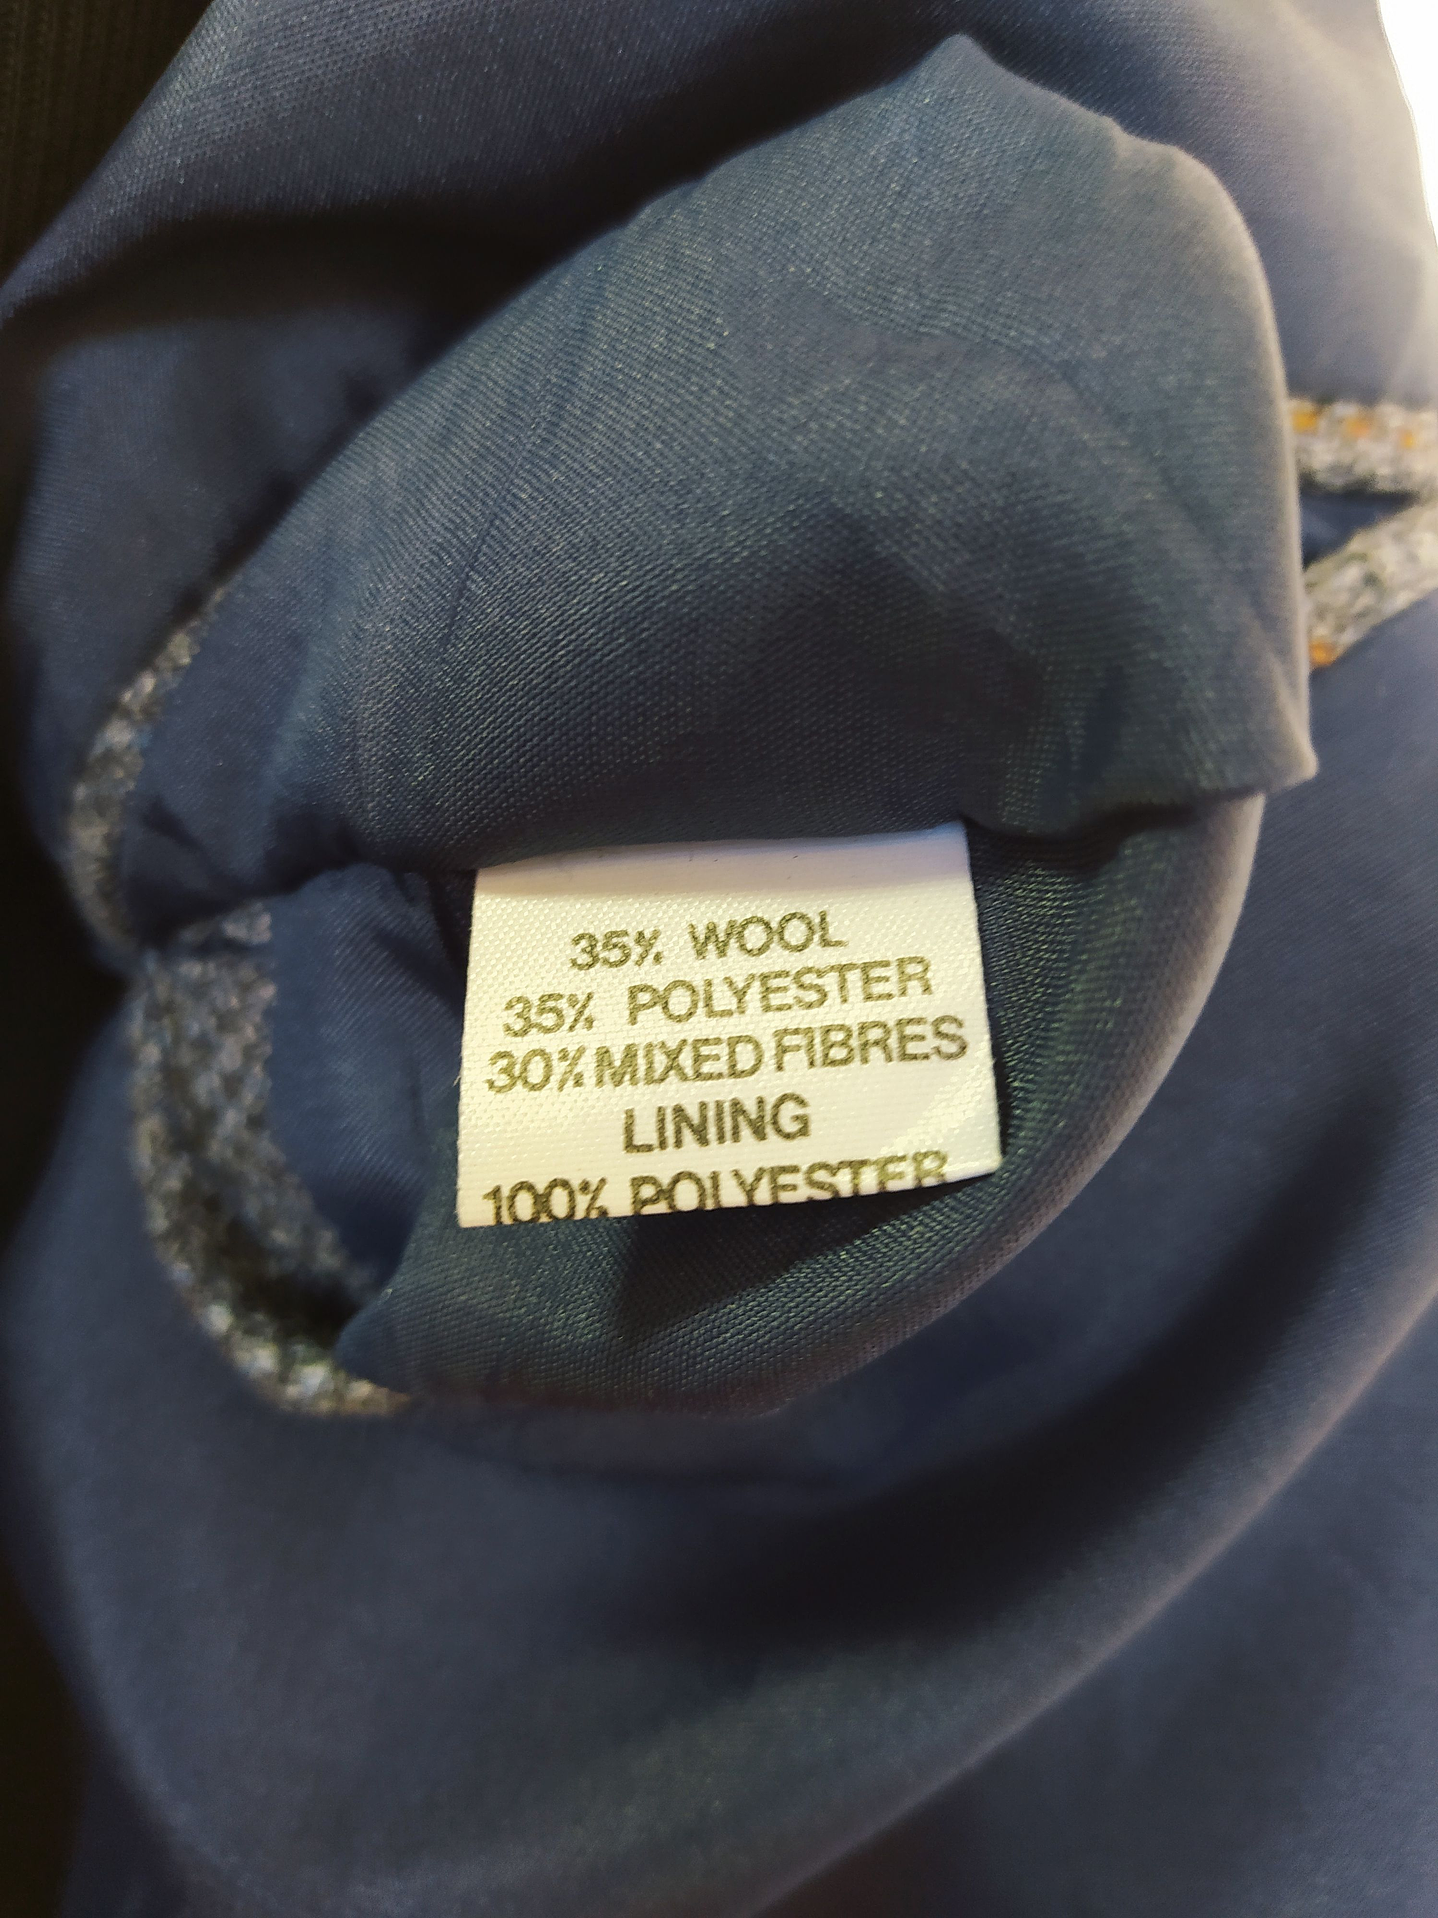 35% WOOL
35% POLYESTER
30% MIXED FIBRES
LINING
100% POLYESTER